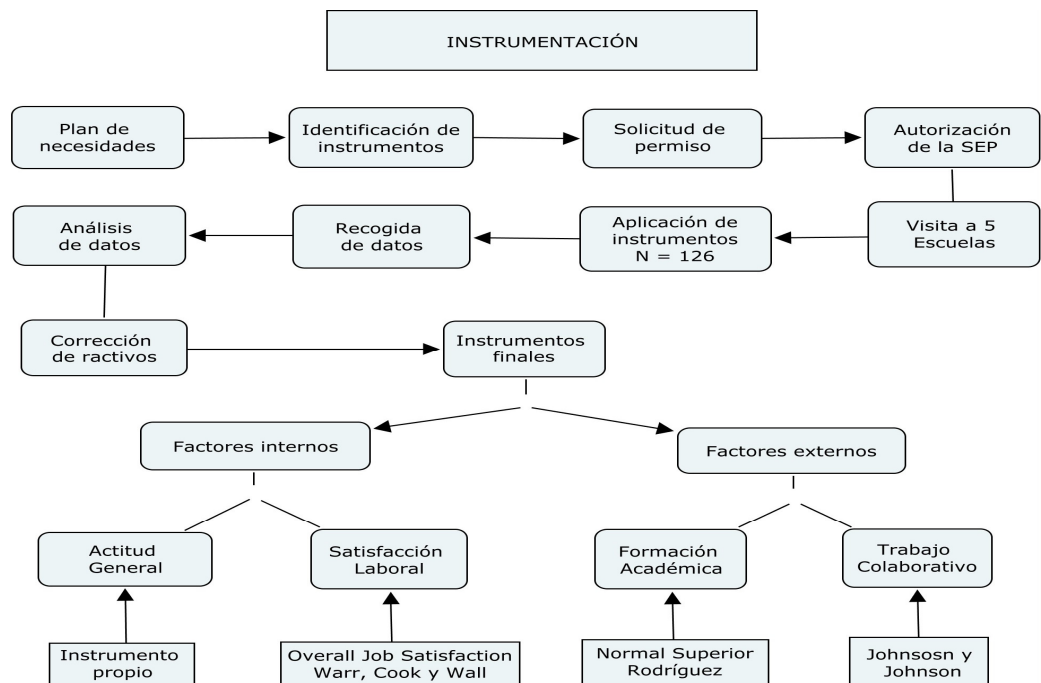 INSTRUMENTACIÓN
Plan de
necesidades
Identificación de
instrumentos
Solicitud de
permiso
Autorización
de la SEP
Visita a 5
Escuelas
Aplicación de
instrumentos
N = 126
Recogida
de datos
Análisis
de datos
Corrección
de ractivos
Instrumentos
finales
Factores internos
Factores externos
Actitud
General
Satisfacción
Laboral
Formación
Académica
Trabajo
Colaborativo
Instrumento
propio
Overall Job Satisfaction
Warr, Cook y Wall
Normal Superior
Rodríguez
Johnsosn y
Johnson